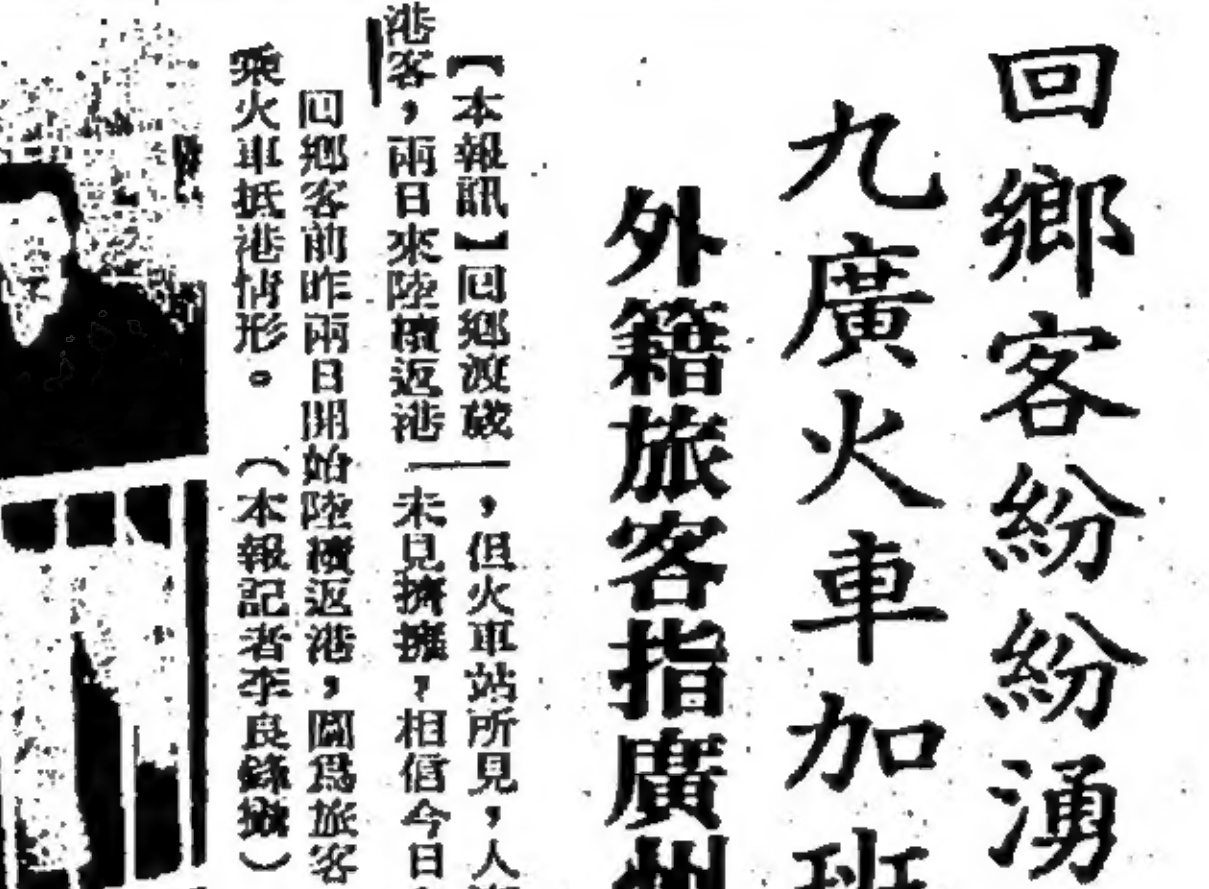 回鄉客紛紛湧
九廣火車加班
外籍旅客指廣州
【本報訊】回鄉渡歲
港客,兩日來陸續返港
,但火車站所見,人
未見擠擁,相信今日
回鄉客前昨兩日開始陸續返港,圖爲旅客
乘火車抵港情形。(本報記者李良攝)